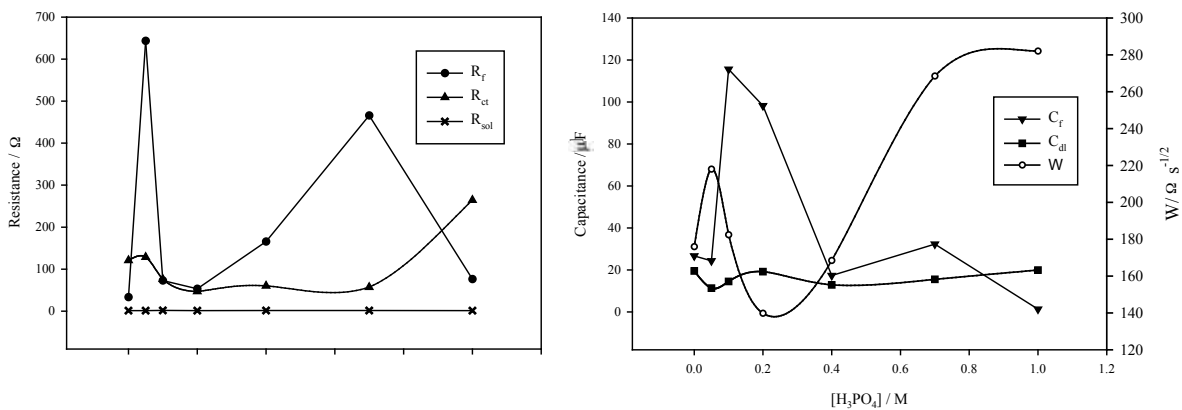 700
600
500
400
300
200
100
0
Resistance / Ω
R_f
R_ct
R_sol
140
120
100
80
60
40
20
0
Capacitance / μF
C_f
C_dl
W
300
280
260
240
220
200
180
160
140
120
W/ Ω s^-1/2
0.0 0.2 0.4 0.6 0.8 1.0 1.2
[H₃PO₄] / M